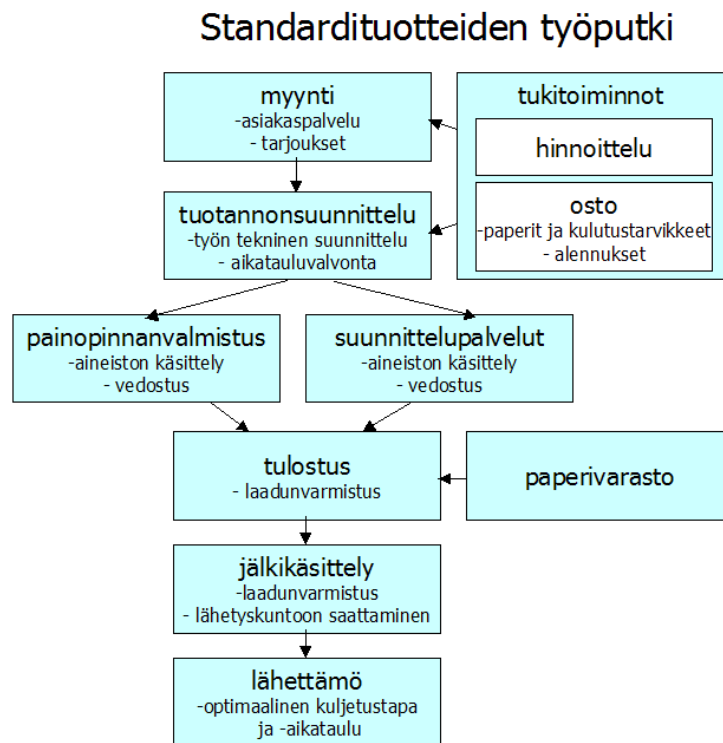 Standardituotteiden työputki
myynti
-asiakaspalvelu
- tarjoukset
tukitoiminnot
hinnoittelu
osto
-paperit ja kulutustarvikkeet
- alennukset
tuotannonsuunnittelu
-työn tekninen suunnittelu
- aikatauluvalvonta
painopinnanvalmistus
-aineiston käsittely
- vedostus
suunnittelupalvelut
-aineiston käsittely
- vedostus
tulostus
- laadunvarmistus
paperivarasto
jälkikäsittely
-laadunvarmistus
- lähetyskuntoon saattaminen
lähettämö
-optimaalinen kuljetustapa
ja -aikataulu